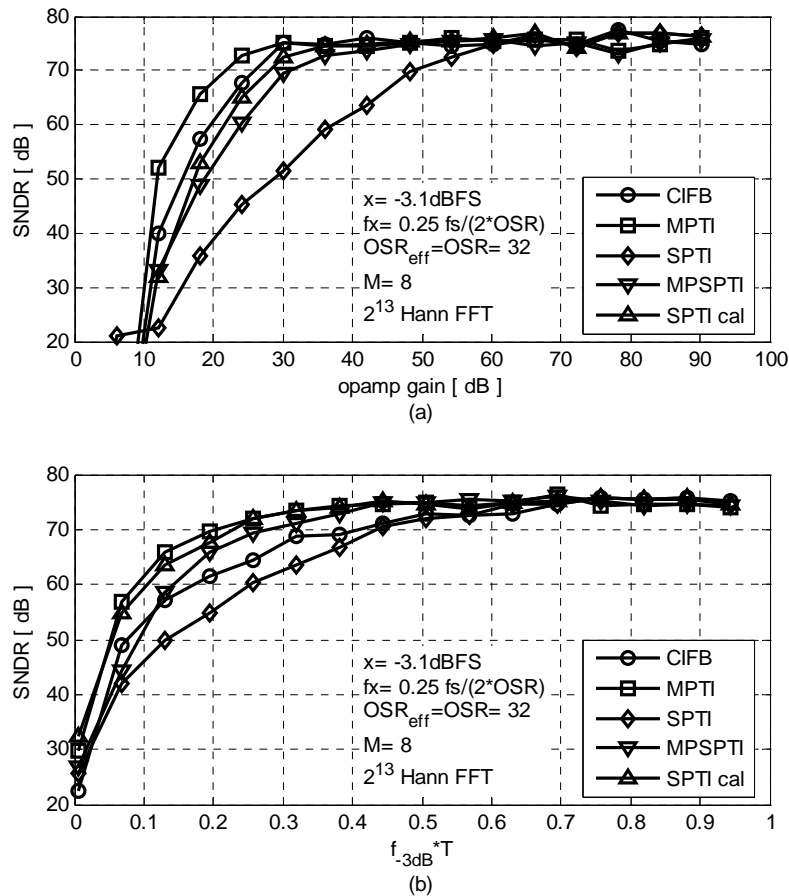 80
70
60
50
40
30
20
SNDR [ dB ]
x= -3.1dBFS
fx= 0.25 fs/(2*OSR)
OSR_eff=OSR= 32
M= 8
2^13 Hann FFT
CIFB
MPTI
SPTI
MPSPTI
SPTI cal
0 10 20 30 40 50 60 70 80 90 100
opamp gain [ dB ]
(a)
80
70
60
50
40
30
20
SNDR [ dB ]
x= -3.1dBFS
fx= 0.25 fs/(2*OSR)
OSR_eff=OSR= 32
M= 8
2^13 Hann FFT
CIFB
MPTI
SPTI
MPSPTI
SPTI cal
0 0.1 0.2 0.3 0.4 0.5 0.6 0.7 0.8 0.9 1
f_-3dB*T
(b)